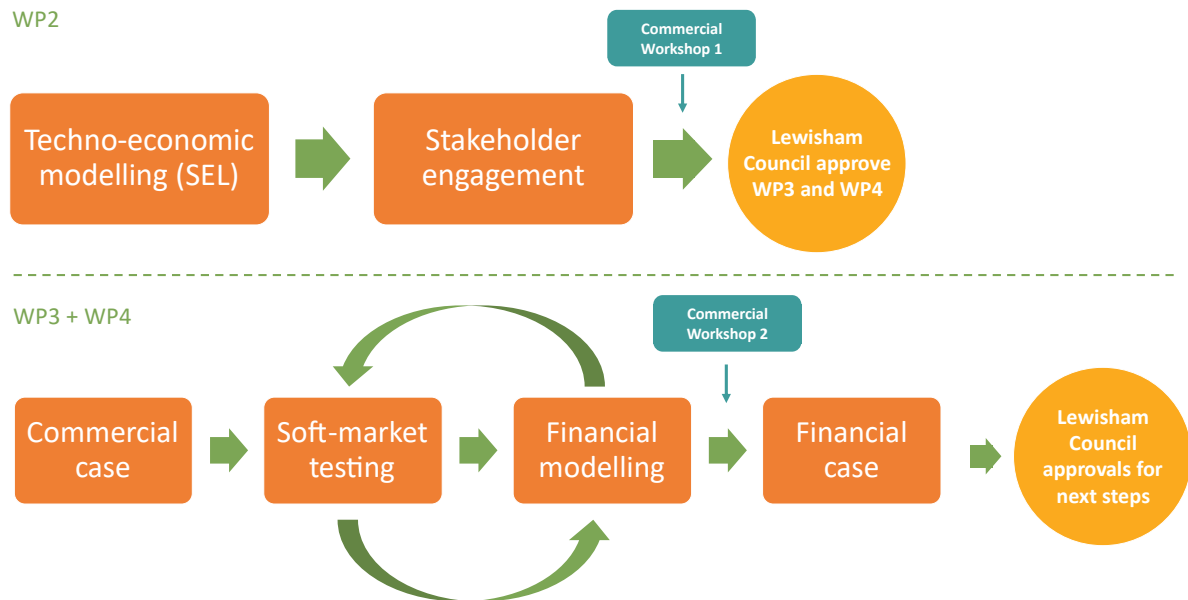 WP2
Commercial
Workshop 1
Techno-economic
modelling (SEL)
Stakeholder
engagement
Lewisham
Council approve
WP3 and WP4
WP3 + WP4
Commercial
Workshop 2
Commercial
case
Soft-market
testing
Financial
modelling
Financial
case
Lewisham
Council
approvals for
next steps